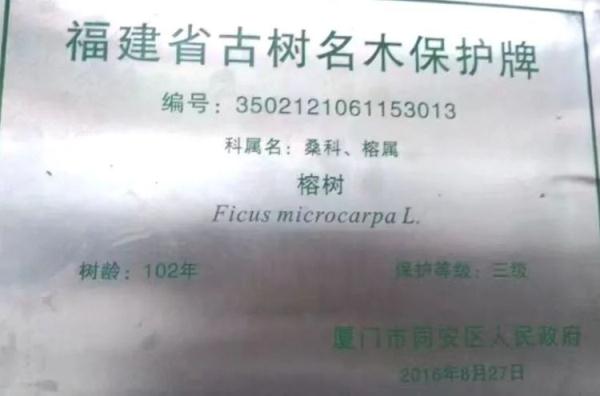 福建省古树名木保护牌
编号：3502121061153013
科属名：桑科、榕属
榕树
Ficus microcarpa L.
树龄：102年 保护等级：三级
厦门市同安区人民政府
2016年8月27日